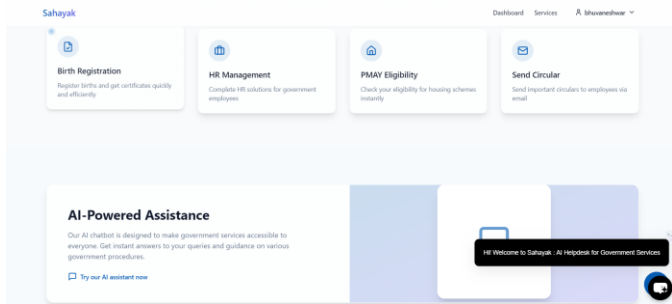 Sahayak
Dashboard Services bhuvaneshwar
Birth Registration
Register births and get certificates quickly
and efficiently
HR Management
Complete HR solutions for government
employees
PMAY Eligibility
Check your eligibility for housing schemes
instantly
Send Circular
Send important circulars to employees via
email
AI-Powered Assistance
Our AI chatbot is designed to make government services accessible to
everyone. Get instant answers to your queries and guidance on various
government procedures.
Try our AI assistant now
Hi! Welcome to Sahayak : AI Helpdesk for Government Services